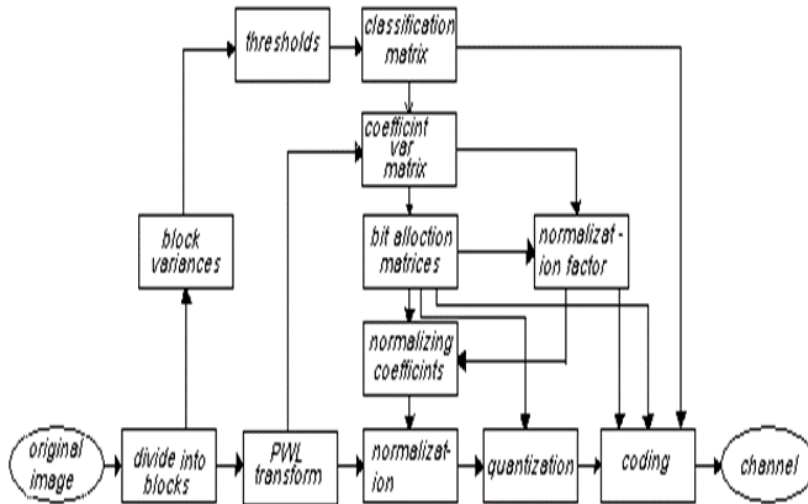 thresholds
classification
matrix
coefficint
var
matrix
block
variances
bit alloction
matrices
normalizat-
ion factor
normalizing
coefficints
original
image
divide into
blocks
PWL
transform
normalizat-
ion
quantization
coding
channel